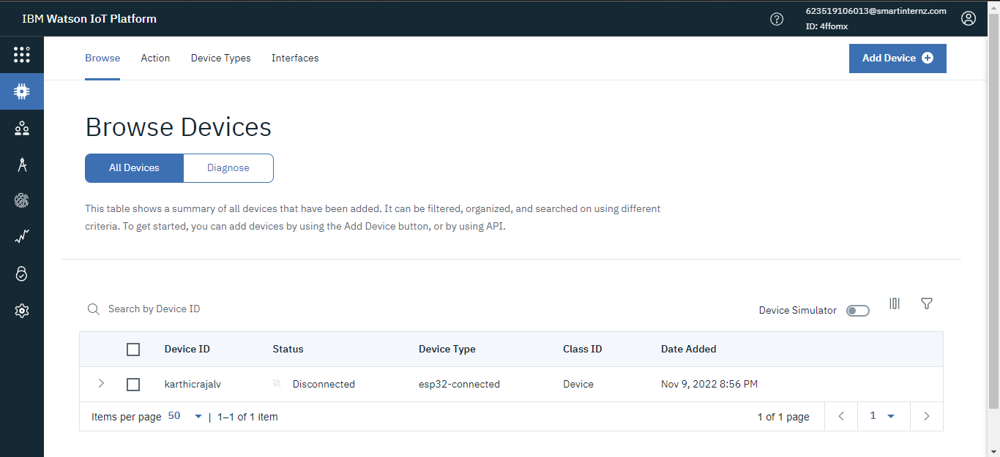 IBM Watson IoT Platform
623519106013@smartinternz.com
ID: 4ffomx
Browse Action Device Types Interfaces
Add Device
Browse Devices
All Devices Diagnose
This table shows a summary of all devices that have been added. It can be filtered, organized, and searched on using different
criteria. To get started, you can add devices by using the Add Device button, or by using API.
Search by Device ID
Device Simulator
Device ID Status Device Type Class ID Date Added
karthicrajalv Disconnected esp32-connected Device Nov 9, 2022 8:56 PM
Items per page 50 | 1–1 of 1 item 1 of 1 page 1